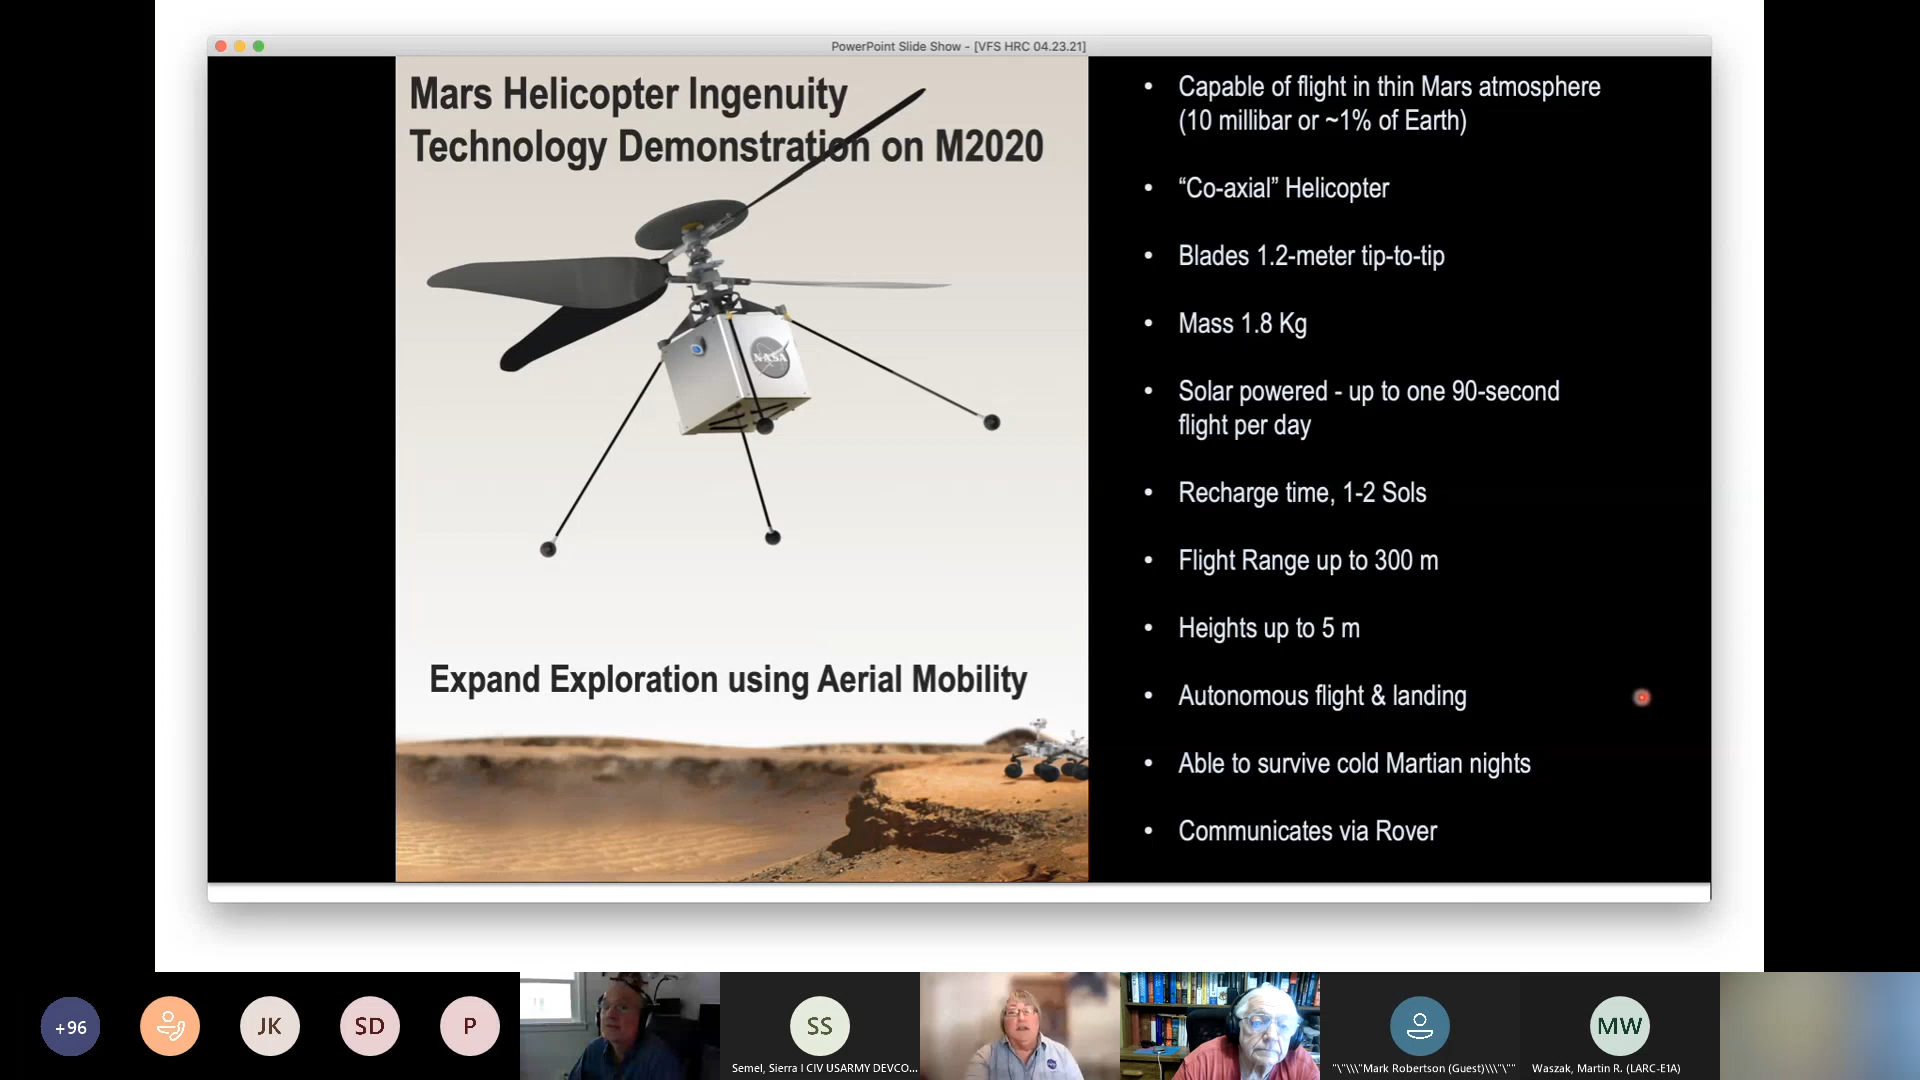 PowerPoint Slide Show - [VFS HRC 04.23.21]
Mars Helicopter Ingenuity
Technology Demonstration on M2020
NASA
Expand Exploration using Aerial Mobility
• Capable of flight in thin Mars atmosphere
(10 millibar or ~1% of Earth)
• “Co-axial” Helicopter
• Blades 1.2-meter tip-to-tip
• Mass 1.8 Kg
• Solar powered - up to one 90-second
flight per day
• Recharge time, 1-2 Sols
• Flight Range up to 300 m
• Heights up to 5 m
• Autonomous flight & landing
• Able to survive cold Martian nights
• Communicates via Rover
+96
JK
SD
P
SS
Semel, Sierra I CIV USARMY DEVCO...
"\"\\\"Mark Robertson (Guest)\\\"\""
MW
Waszak, Martin R. (LARC-E1A)